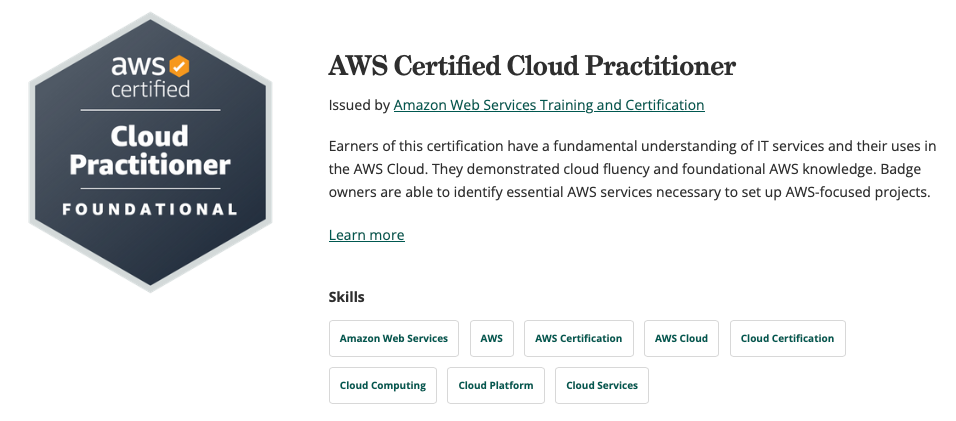 aws
certified
Cloud
Practitioner
FOUNDATIONAL
AWS Certified Cloud Practitioner
Issued by Amazon Web Services Training and Certification
Earners of this certification have a fundamental understanding of IT services and their uses in
the AWS Cloud. They demonstrated cloud fluency and foundational AWS knowledge. Badge
owners are able to identify essential AWS services necessary to set up AWS-focused projects.
Learn more
Skills
Amazon Web Services AWS AWS Certification AWS Cloud Cloud Certification
Cloud Computing Cloud Platform Cloud Services